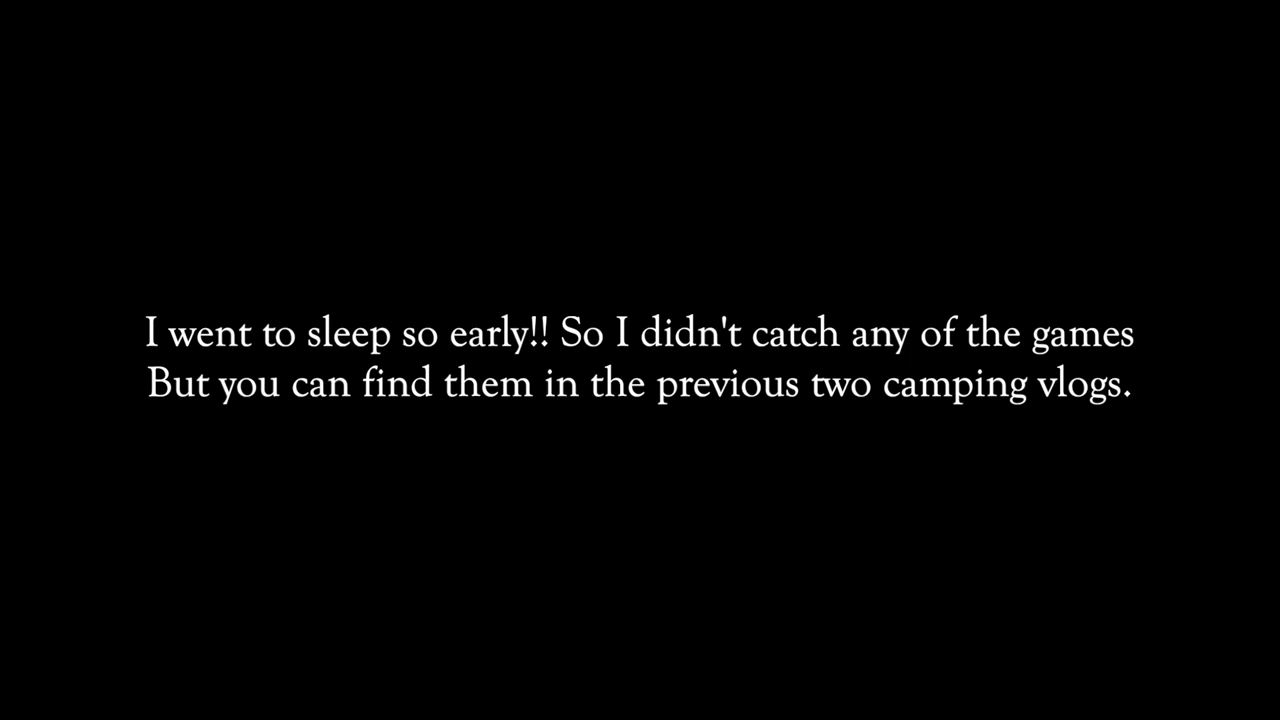 I went to sleep so early!! So I didn't catch any of the games
But you can find them in the previous two camping vlogs.